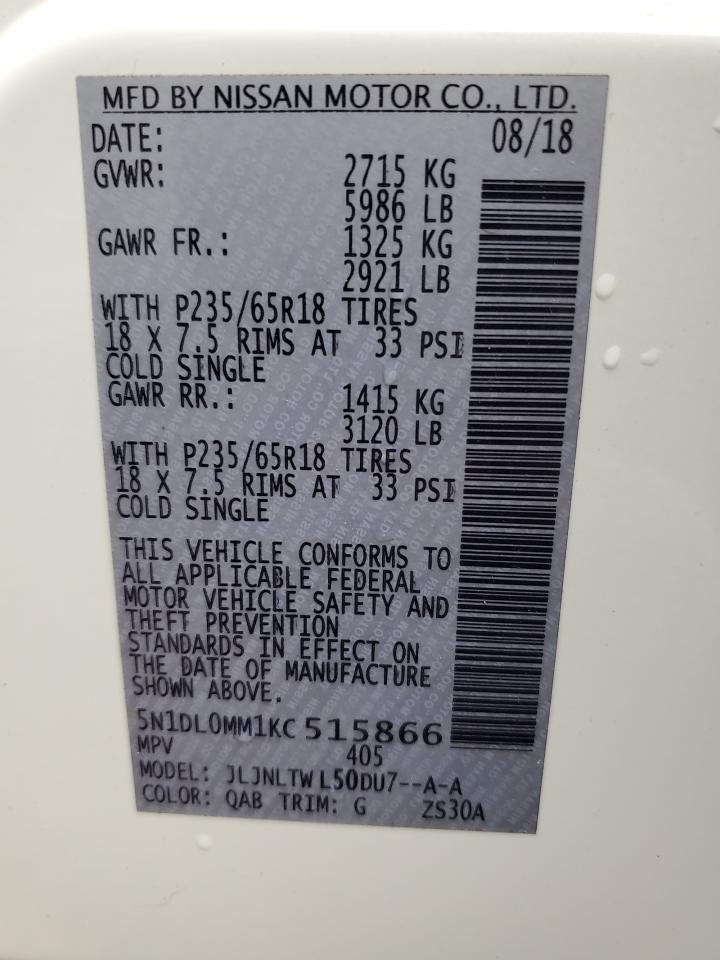 MFD BY NISSAN MOTOR CO., LTD.
DATE: 08/18
GVWR: 2715 KG
5986 LB
GAWR FR.: 1325 KG
2921 LB
WITH P235/65R18 TIRES
18 X 7.5 RIMS AT 33 PSI
COLD SINGLE
GAWR RR.: 1415 KG
3120 LB
WITH P235/65R18 TIRES
18 X 7.5 RIMS AT 33 PSI
COLD SINGLE
THIS VEHICLE CONFORMS TO
ALL APPLICABLE FEDERAL
MOTOR VEHICLE SAFETY AND
THEFT PREVENTION
STANDARDS IN EFFECT ON
THE DATE OF MANUFACTURE
SHOWN ABOVE.
5N1DL0MM1KC 515866
MPV 405
MODEL: JLJNLTW L50DU7--A-A
COLOR: QAB TRIM: G ZS30A